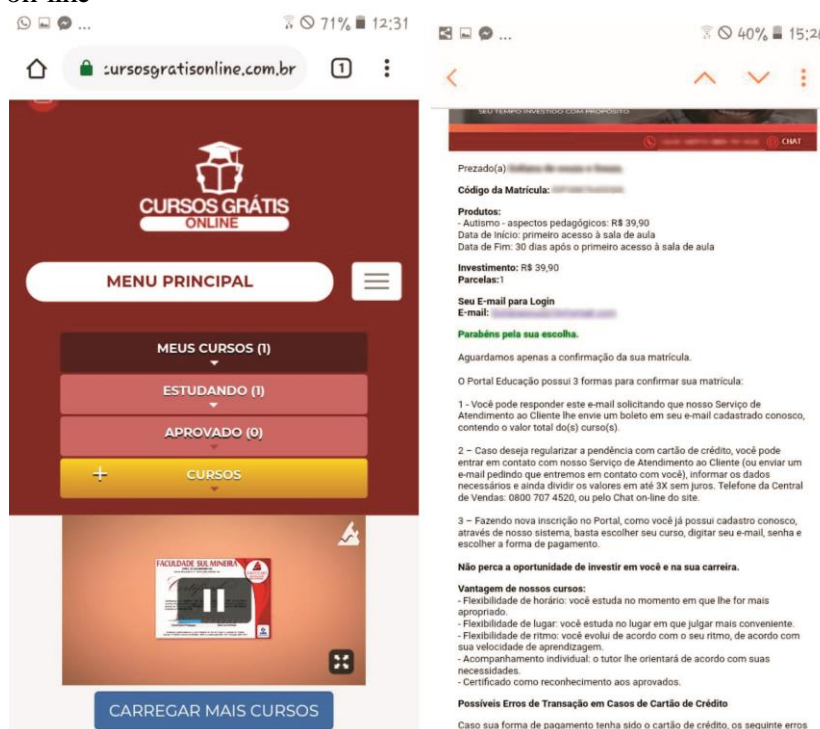 on-line
... 71% 12:31
cursosgratisonline.com.br 1
CURSOS GRÁTIS
ONLINE
MENU PRINCIPAL
MEUS CURSOS (1)
ESTUDANDO (1)
APROVADO (0)
+ CURSOS
FACULDADE SUL MINEIRA
CARREGAR MAIS CURSOS
... 40% 15:2
SEU TEMPO INVESTIDO COM PROPÓSITO
CHAT
Prezado(a)
Código da Matrícula:
Produtos:
- Autismo - aspectos pedagógicos: R$ 39,90
Data de Início: primeiro acesso à sala de aula
Data de Fim: 30 dias após o primeiro acesso à sala de aula
Investimento: R$ 39,90
Parcelas:1
Seu E-mail para Login
E-mail:
Parabéns pela sua escolha.
Aguardamos apenas a confirmação da sua matrícula.
O Portal Educação possui 3 formas para confirmar sua matrícula:
1 - Você pode responder este e-mail solicitando que nosso Serviço de
Atendimento ao Cliente lhe envie um boleto em seu e-mail cadastrado conosco,
contendo o valor total do(s) curso(s).
2 – Caso deseja regularizar a pendência com cartão de crédito, você pode
entrar em contato com nosso Serviço de Atendimento ao Cliente (ou enviar um
e-mail pedindo que entremos em contato com você), informar os dados
necessários e ainda dividir os valores em até 3X sem juros. Telefone da Central
de Vendas: 0800 707 4520, ou pelo Chat on-line do site.
3 – Fazendo nova inscrição no Portal, como você já possui cadastro conosco,
através de nosso sistema, basta escolher seu curso, digitar seu e-mail, senha e
escolher a forma de pagamento.
Não perca a oportunidade de investir em você e na sua carreira.
Vantagem de nossos cursos:
- Flexibilidade de horário: você estuda no momento em que lhe for mais
apropriado.
- Flexibilidade de lugar: você estuda no lugar em que julgar mais conveniente.
- Flexibilidade de ritmo: você evolui de acordo com o seu ritmo, de acordo com
sua velocidade de aprendizagem.
- Acompanhamento individual: o tutor lhe orientará de acordo com suas
necessidades.
- Certificado como reconhecimento aos aprovados.
Possíveis Erros de Transação em Casos de Cartão de Crédito
Caso sua forma de pagamento tenha sido o cartão de crédito, os seguinte erros